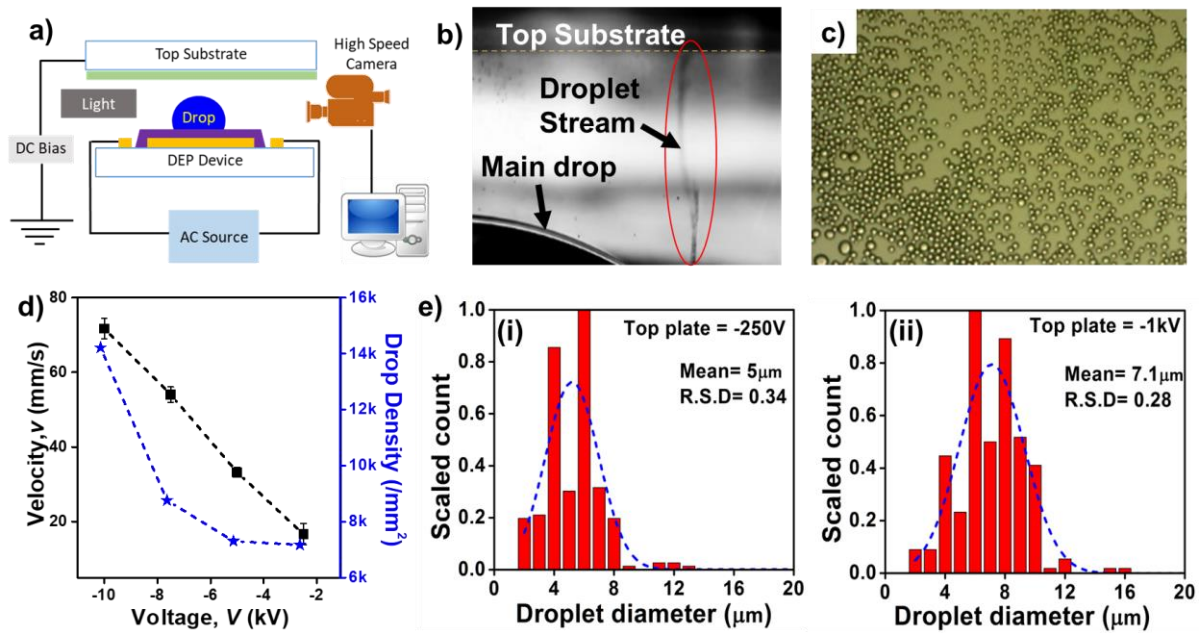 a)
Top Substrate
High Speed
Camera
Light
Drop
DC Bias
DEP Device
AC Source
b)
Top Substrate
Droplet
Stream
Main drop
c)
d)
80
60
40
20
Velocity, v (mm/s)
-10 -8 -6 -4 -2
Voltage, V (kV)
16k
14k
12k
10k
8k
6k
Drop Density (/mm²)
e)
(i)
Top plate = -250V
Mean= 5μm
R.S.D= 0.34
1.0
0.8
0.6
0.4
0.2
0.0
Scaled count
0 4 8 12 16 20
Droplet diameter (μm)
(ii)
Top plate = -1kV
Mean= 7.1μm
R.S.D= 0.28
1.0
0.8
0.6
0.4
0.2
0.0
Scaled count
0 4 8 12 16 20
Droplet diameter (μm)